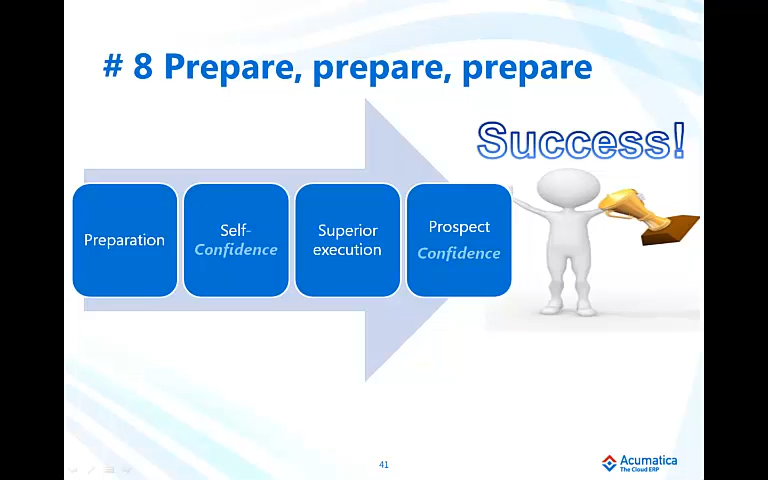 # 8 Prepare, prepare, prepare
Success!
Preparation
Self-
Confidence
Superior
execution
Prospect
Confidence
41
Acumatica
The Cloud ERP